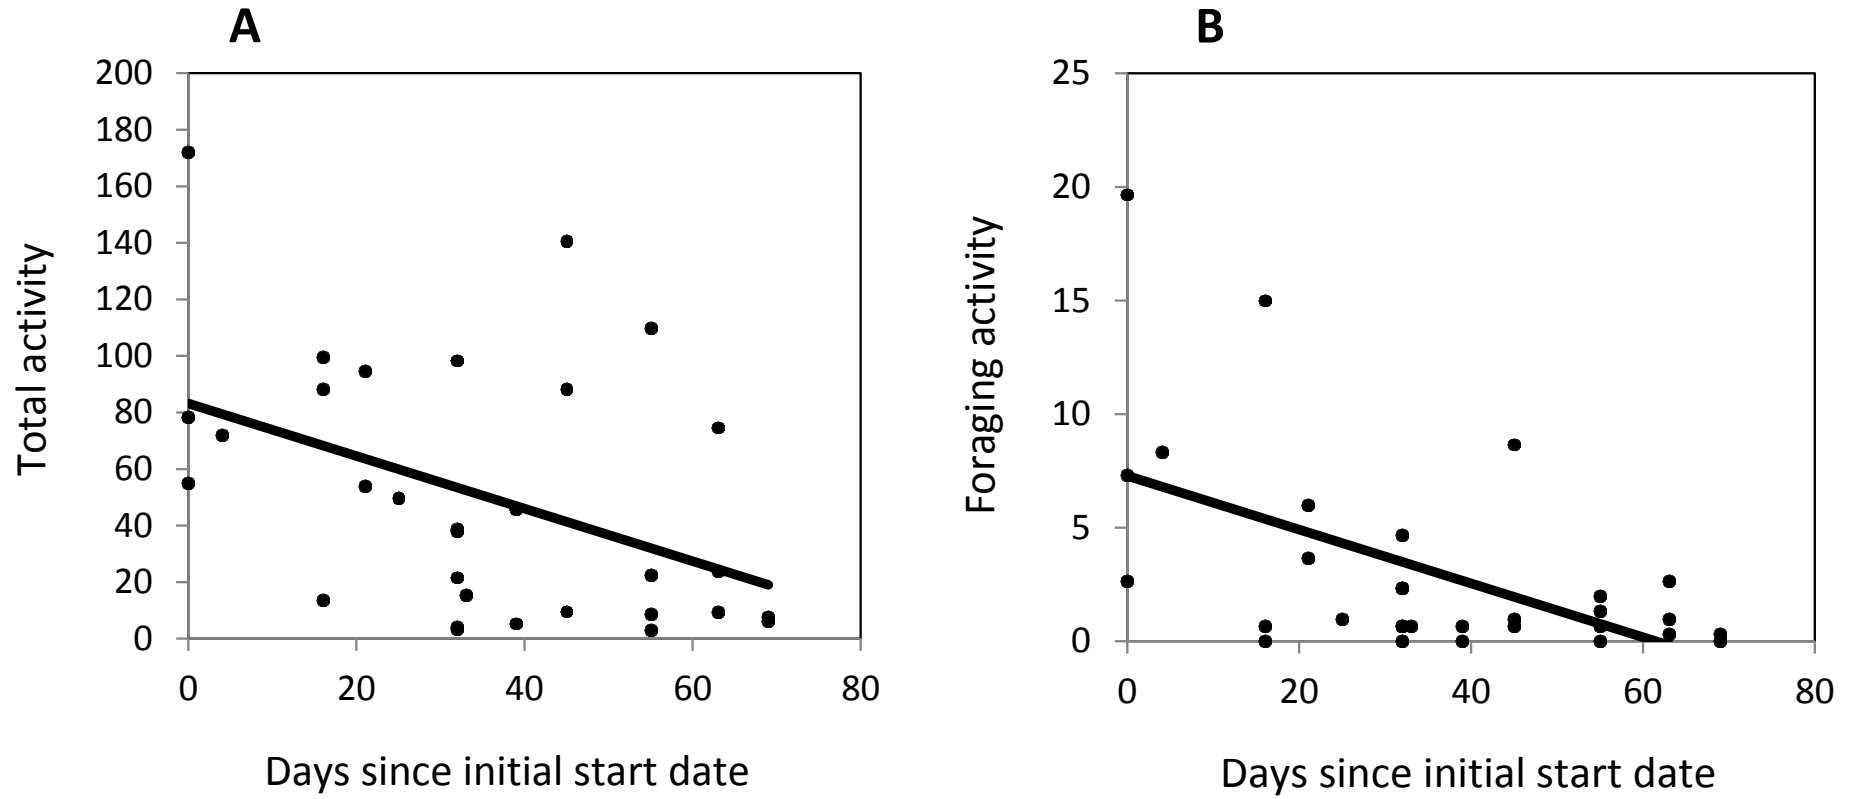 A
200
180
160
140
120
100
80
60
40
20
0
Total activity
0 20 40 60 80
Days since initial start date
B
25
20
15
10
5
0
Foraging activity
0 20 40 60 80
Days since initial start date